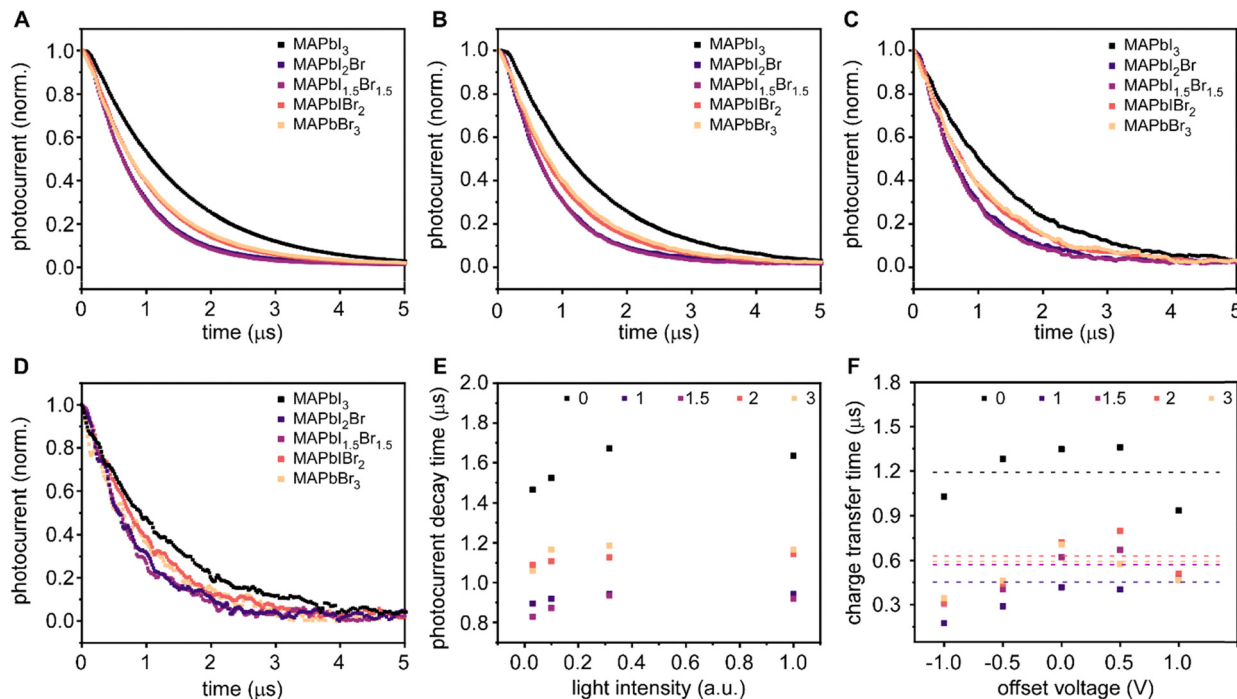 A
photocurrent (norm.)
1.0
0.8
0.6
0.4
0.2
0.0
MAPbI3
MAPbI2Br
MAPbI1.5Br1.5
MAPbIBr2
MAPbBr3
0 1 2 3 4 5
time (μs)
B
photocurrent (norm.)
1.0
0.8
0.6
0.4
0.2
0.0
MAPbI3
MAPbI2Br
MAPbI1.5Br1.5
MAPbIBr2
MAPbBr3
0 1 2 3 4 5
time (μs)
C
photocurrent (norm.)
1.0
0.8
0.6
0.4
0.2
0.0
MAPbI3
MAPbI2Br
MAPbI1.5Br1.5
MAPbIBr2
MAPbBr3
0 1 2 3 4 5
time (μs)
D
photocurrent (norm.)
1.0
0.8
0.6
0.4
0.2
0.0
MAPbI3
MAPbI2Br
MAPbI1.5Br1.5
MAPbIBr2
MAPbBr3
0 1 2 3 4 5
time (μs)
E
photocurrent decay time (μs)
2.0
1.8
1.6
1.4
1.2
1.0
0.8
0.6
0 1 1.5 2 3
0.0 0.2 0.4 0.6 0.8 1.0
light intensity (a.u.)
F
charge transfer time (μs)
1.8
1.5
1.2
0.9
0.6
0.3
0 1 1.5 2 3
-1.0 -0.5 0.0 0.5 1.0
offset voltage (V)